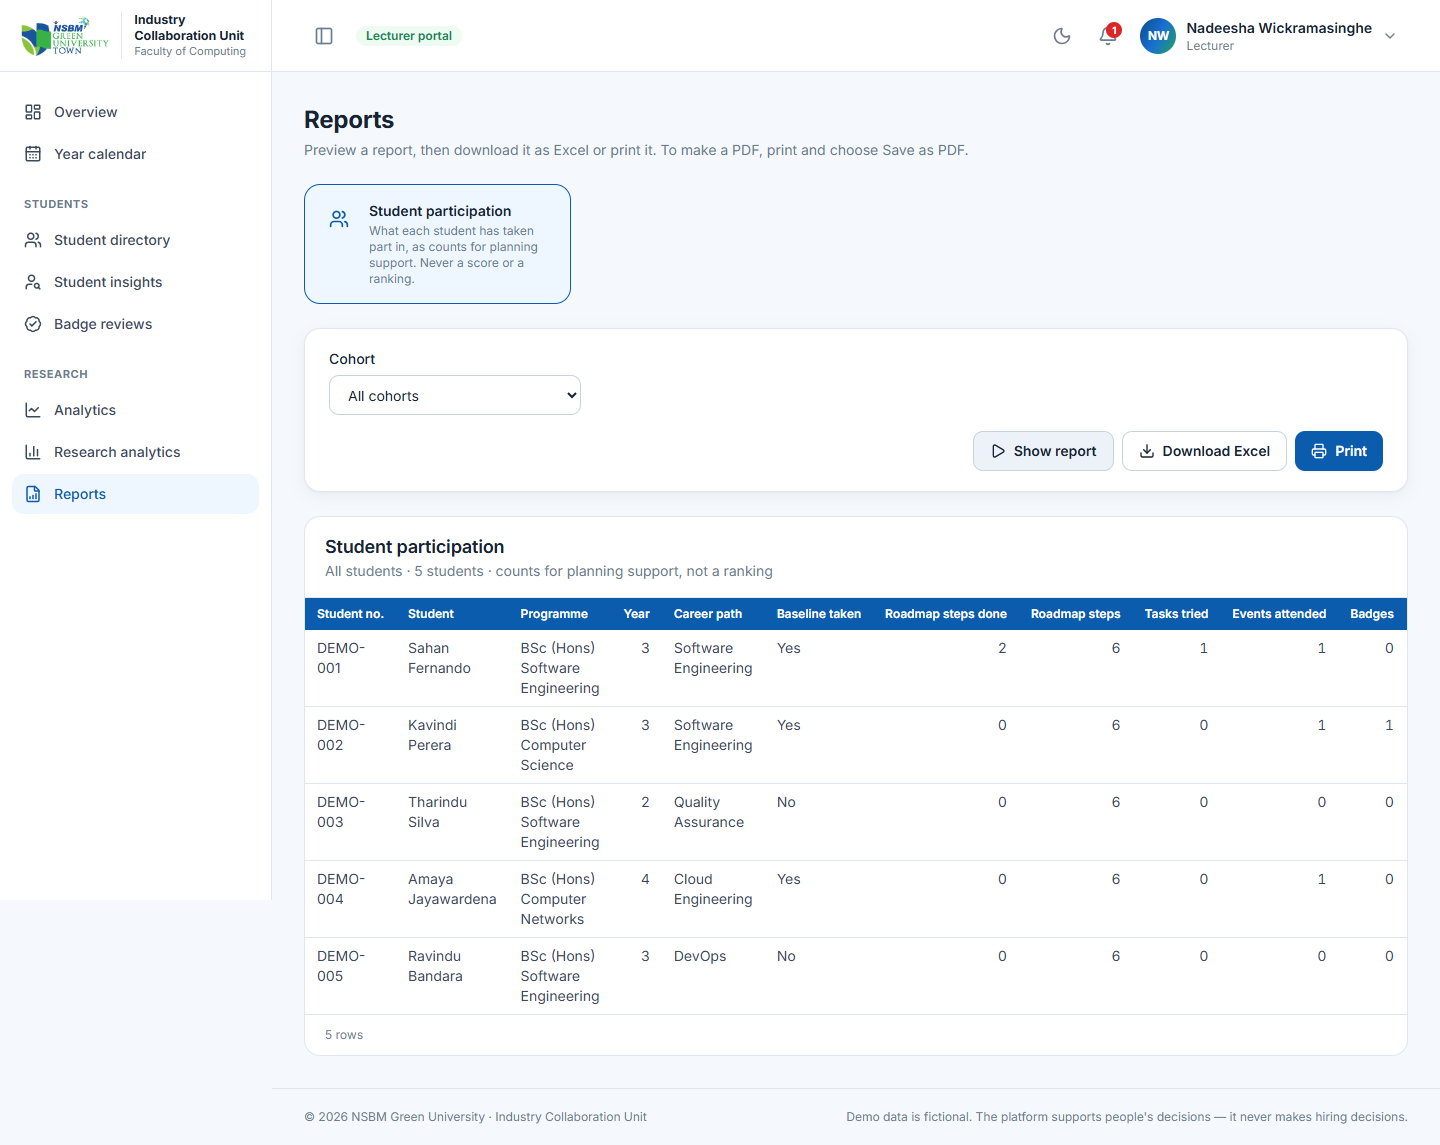 NSBM
GREEN
UNIVERSITY
TOWN
Industry
Collaboration Unit
Faculty of Computing
Lecturer portal
1
NW
Nadeesha Wickramasinghe
Lecturer
Overview
Year calendar
STUDENTS
Student directory
Student insights
Badge reviews
RESEARCH
Analytics
Research analytics
Reports
Reports
Preview a report, then download it as Excel or print it. To make a PDF, print and choose Save as PDF.
Student participation
What each student has taken
part in, as counts for planning
support. Never a score or a
ranking.
Cohort
All cohorts
Show report
Download Excel
Print
Student participation
All students · 5 students · counts for planning support, not a ranking
Student no. Student Programme Year Career path Baseline taken Roadmap steps done Roadmap steps Tasks tried Events attended Badges
DEMO- Sahan BSc (Hons) 3 Software Yes 2 6 1 1 0
001 Fernando Software Engineering
Engineering
DEMO- Kavindi BSc (Hons) 3 Software Yes 0 6 0 1 1
002 Perera Computer Engineering
Science
DEMO- Tharindu BSc (Hons) 2 Quality No 0 6 0 0 0
003 Silva Software Assurance
Engineering
DEMO- Amaya BSc (Hons) 4 Cloud Yes 0 6 0 1 0
004 Jayawardena Computer Engineering
Networks
DEMO- Ravindu BSc (Hons) 3 DevOps No 0 6 0 0 0
005 Bandara Software
Engineering
5 rows
© 2026 NSBM Green University · Industry Collaboration Unit
Demo data is fictional. The platform supports people's decisions — it never makes hiring decisions.